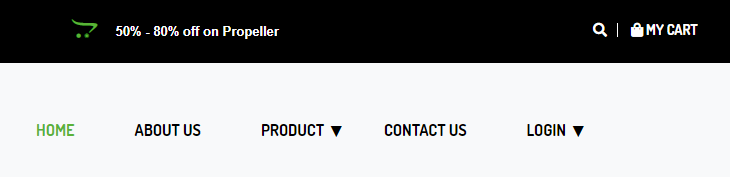 50% - 80% off on Propeller
MY CART
HOME
ABOUT US
PRODUCT ▼
CONTACT US
LOGIN ▼